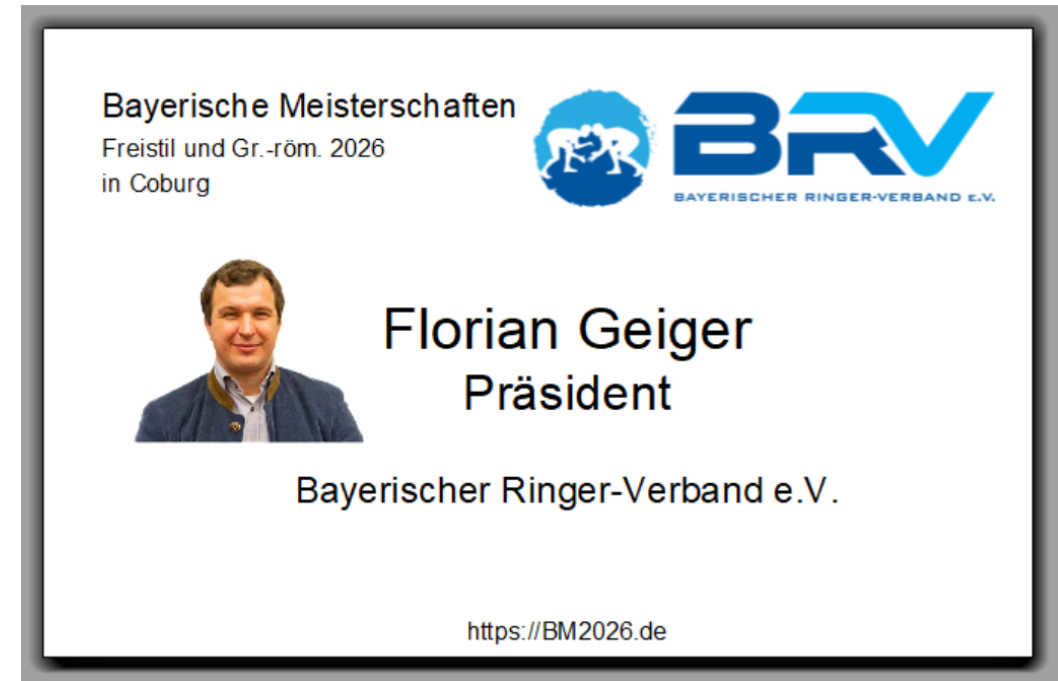 Bayerische Meisterschaften
Freistil und Gr.-röm. 2026
in Coburg
BRV
BAYERISCHER RINGER-VERBAND e.V.
Florian Geiger
Präsident
Bayerischer Ringer-Verband e.V.
https://BM2026.de